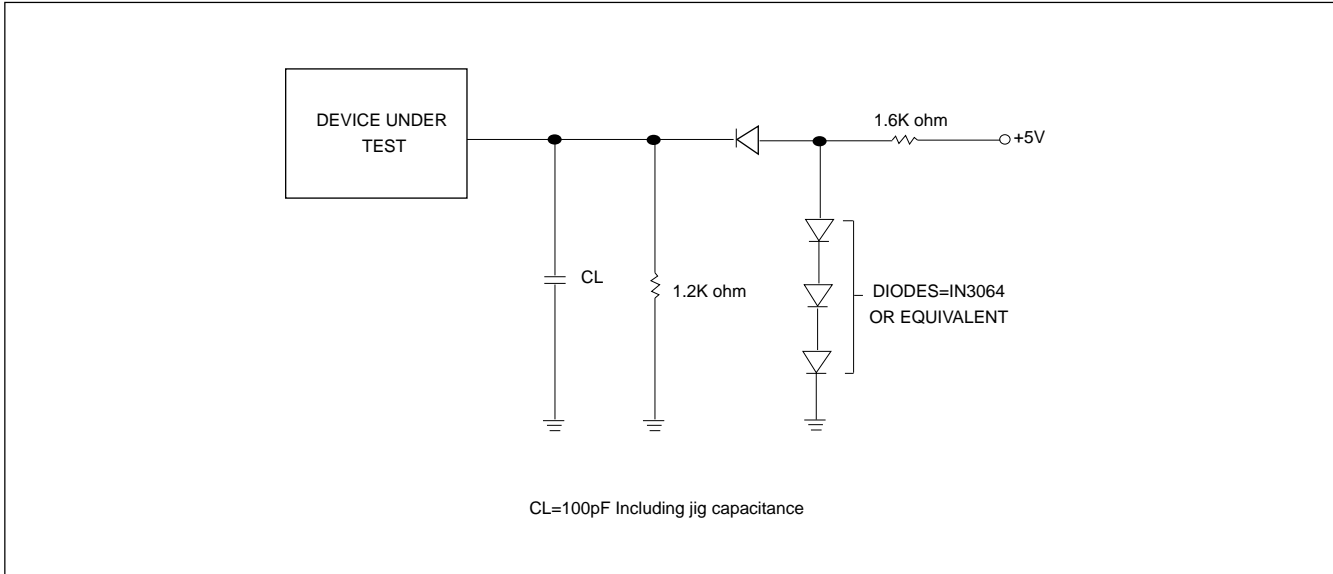 DEVICE UNDER
TEST
1.6K ohm
+5V
CL
1.2K ohm
DIODES=IN3064
OR EQUIVALENT
CL=100pF Including jig capacitance